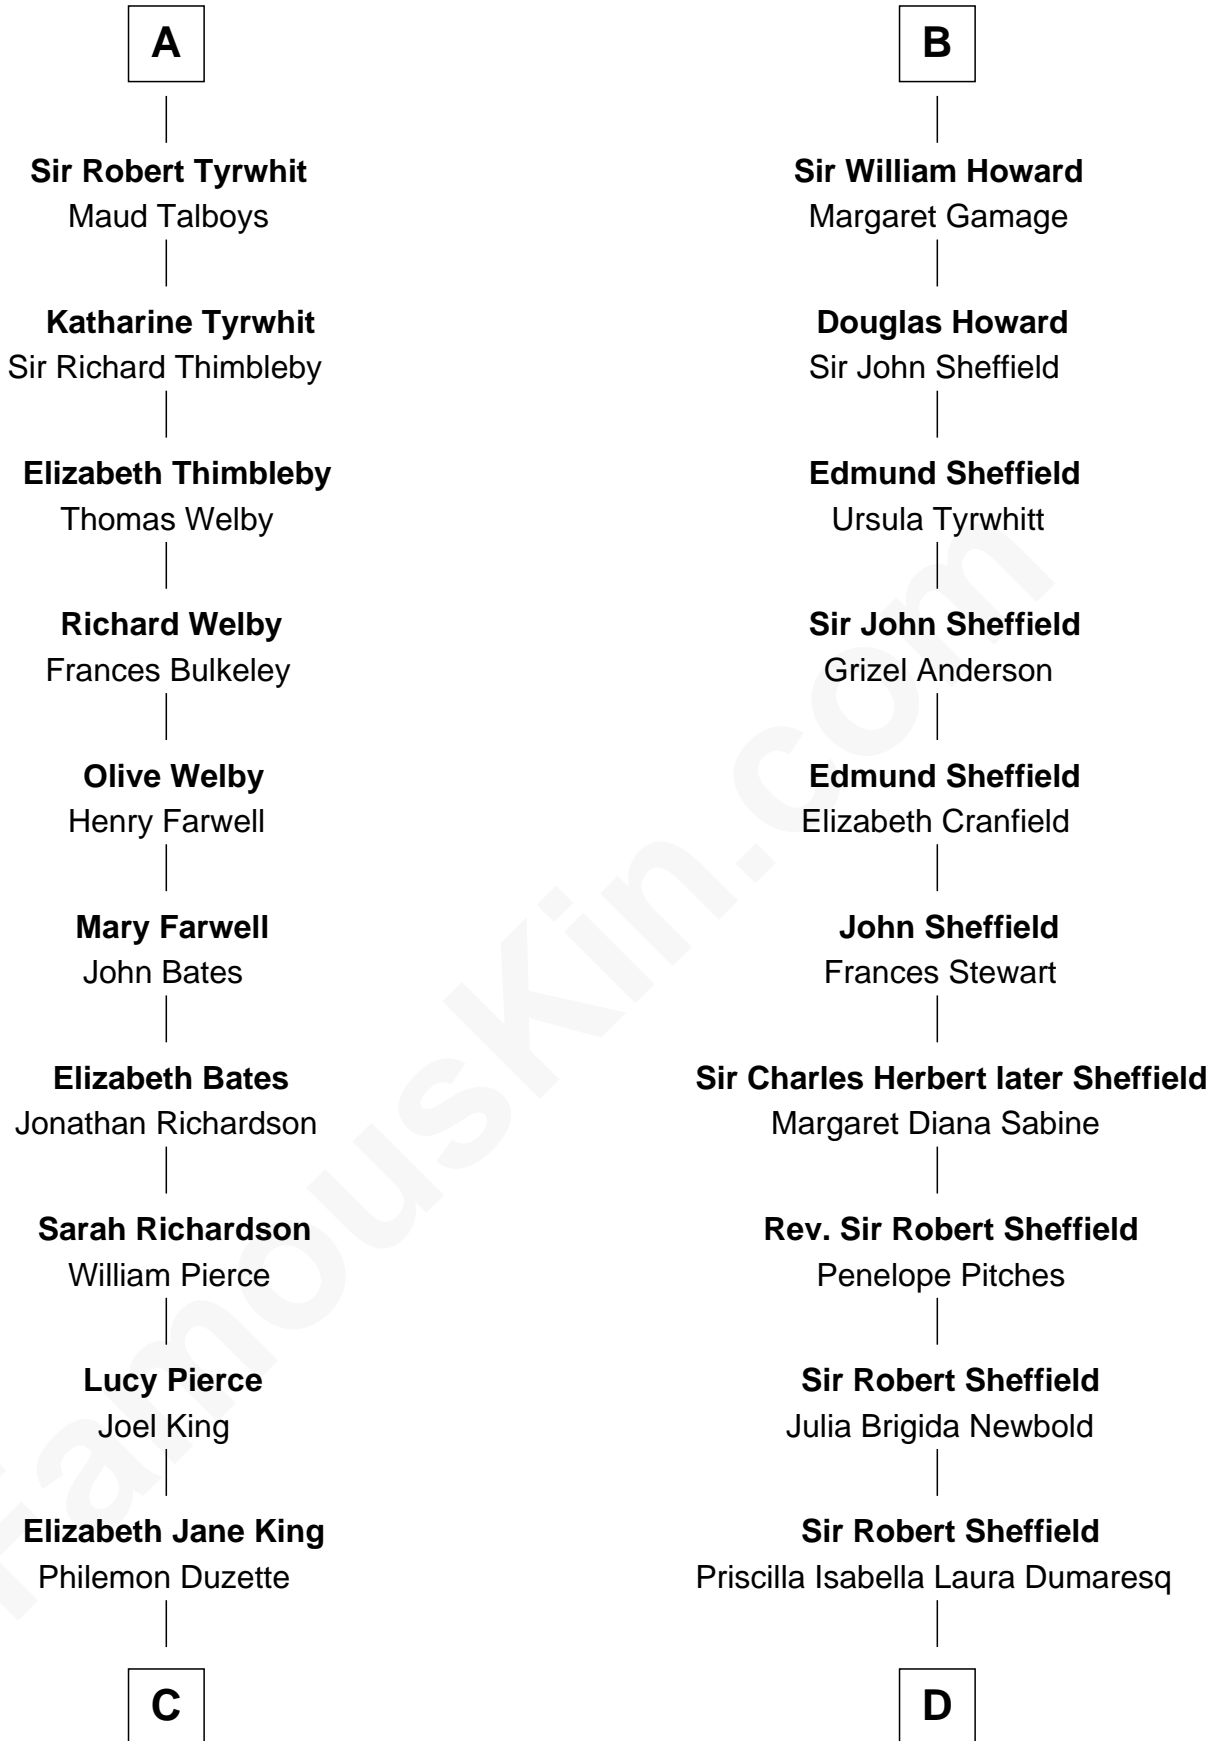 A
Sir Robert Tyrwhit
Maud Talboys
Katharine Tyrwhit
Sir Richard Thimbleby
Elizabeth Thimbleby
Thomas Welby
Richard Welby
Frances Bulkeley
Olive Welby
Henry Farwell
Mary Farwell
John Bates
Elizabeth Bates
Jonathan Richardson
Sarah Richardson
William Pierce
Lucy Pierce
Joel King
Elizabeth Jane King
Philemon Duzette
C
B
Sir William Howard
Margaret Gamage
Douglas Howard
Sir John Sheffield
Edmund Sheffield
Ursula Tyrwhitt
Sir John Sheffield
Grizel Anderson
Edmund Sheffield
Elizabeth Cranfield
John Sheffield
Frances Stewart
Sir Charles Herbert later Sheffield
Margaret Diana Sabine
Rev. Sir Robert Sheffield
Penelope Pitches
Sir Robert Sheffield
Julia Brigida Newbold
Sir Robert Sheffield
Priscilla Isabella Laura Dumaresq
D
FamousKin.com